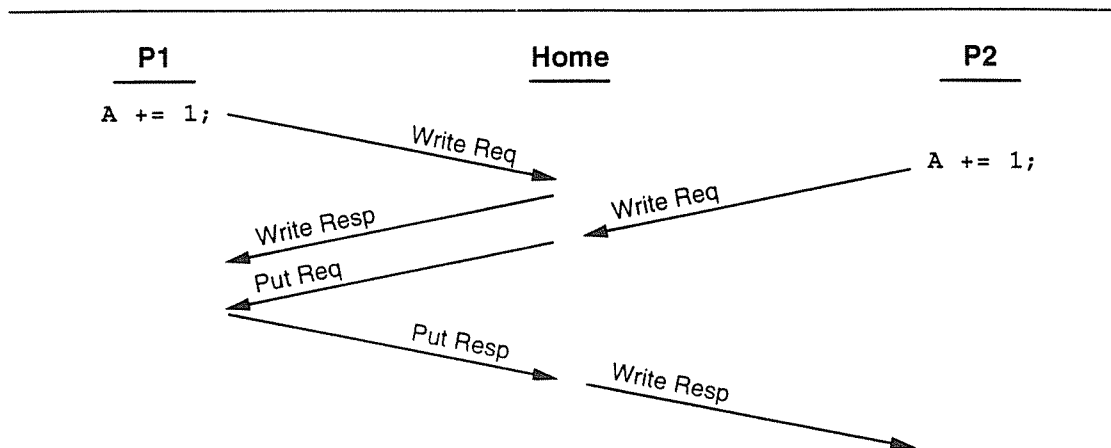 P1 Home P2
A += 1;
Write Req
A += 1;
Write Req
Write Resp
Put Req
Put Resp
Write Resp